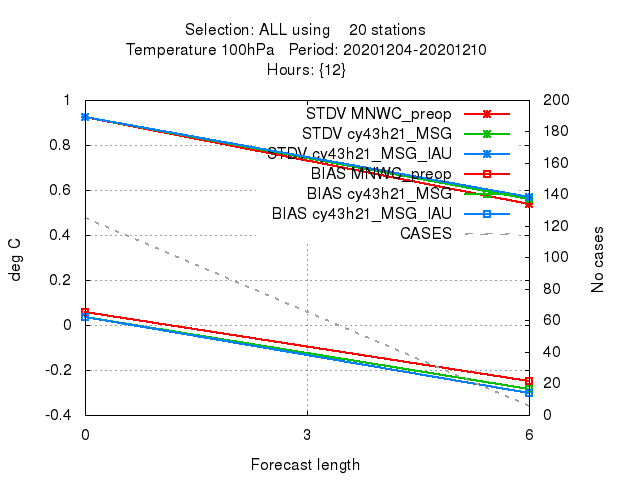 Selection: ALL using 20 stations
Temperature 100hPa Period: 20201204-20201210
Hours: {12}
1 200
STDV MNWC_preop
180
0.8 STDV cy43h21_MSG
STDV cy43h21_MSG_IAU 160
BIAS MNWC_preop
0.6 BIAS cy43h21_MSG 140
BIAS cy43h21_MSG_IAU
0.4 CASES 120
deg C
No cases
100
0.2 80
0 60
40
-0.2 20
-0.4 0
0 3 6
Forecast length